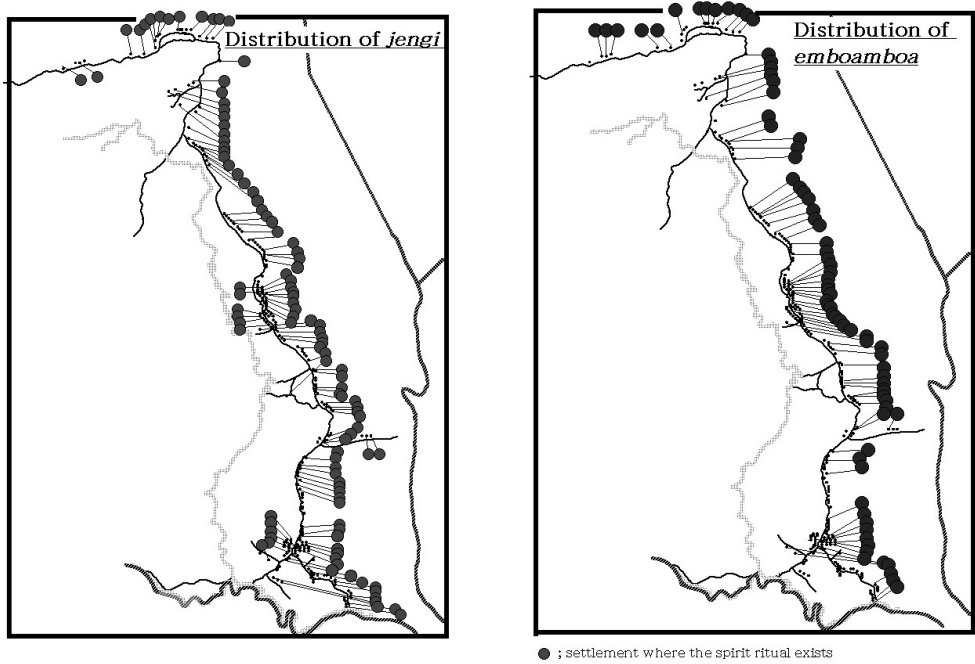 Distribution of jengi
Distribution of
emboamboa
; settlement where the spirit ritual exists